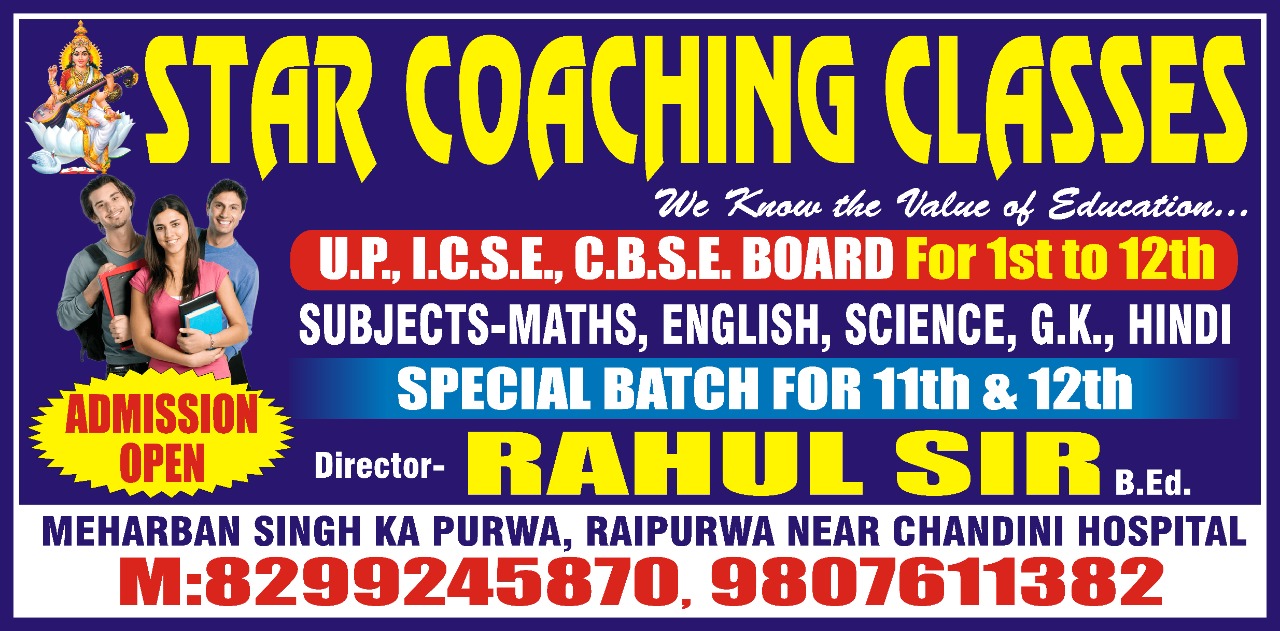 STAR COACHING CLASSES
We Know the Value of Education...
U.P., I.C.S.E., C.B.S.E. BOARD For 1st to 12th
SUBJECTS-MATHS, ENGLISH, SCIENCE, G.K., HINDI
SPECIAL BATCH FOR 11th & 12th
ADMISSION
OPEN
Director- RAHUL SIR B.Ed.
MEHARBAN SINGH KA PURWA, RAIPURWA NEAR CHANDINI HOSPITAL
M:8299245870, 9807611382